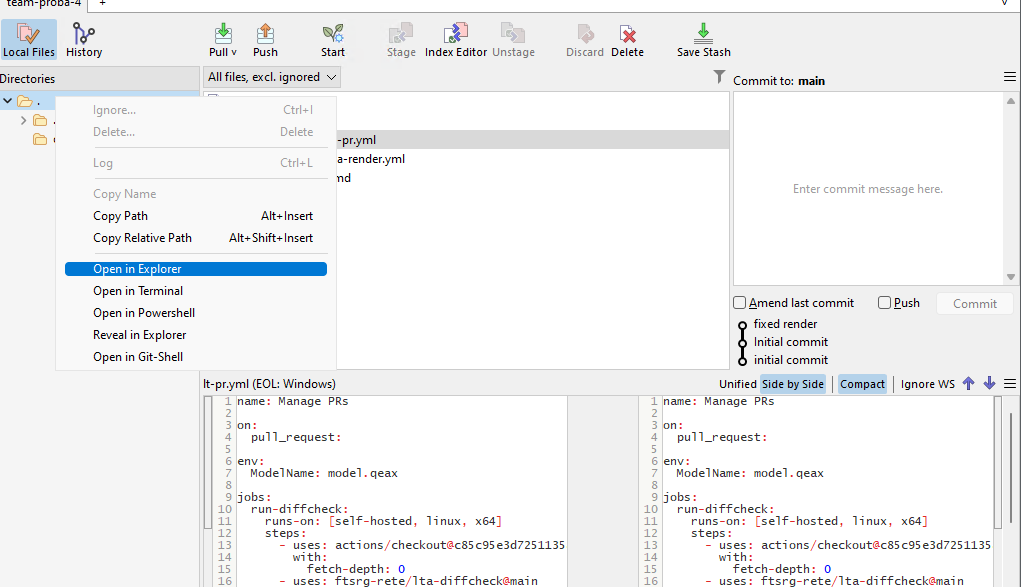 team-proba-4 +
Local Files History Pull Push Start Stage Index Editor Unstage Discard Delete Save Stash
Directories
All files, excl. ignored
Commit to: main
.
Ignore... Ctrl+I
Delete... Delete
Log Ctrl+L
Copy Name
Copy Path Alt+Insert
Copy Relative Path Alt+Shift+Insert
Open in Explorer
Open in Terminal
Open in Powershell
Reveal in Explorer
Open in Git-Shell
-pr.yml
a-render.yml
md
Enter commit message here.
Amend last commit Push Commit
fixed render
Initial commit
initial commit
lt-pr.yml (EOL: Windows) Unified Side by Side Compact Ignore WS
1 name: Manage PRs
2
3 on:
4 pull_request:
5
6 env:
7 ModelName: model.qeax
8
9 jobs:
10 run-diffcheck:
11 runs-on: [self-hosted, linux, x64]
12 steps:
13 - uses: actions/checkout@c85c95e3d7251135
14 with:
15 fetch-depth: 0
16 - uses: ftsrg-rete/lta-diffcheck@main
1 name: Manage PRs
2
3 on:
4 pull_request:
5
6 env:
7 ModelName: model.qeax
8
9 jobs:
10 run-diffcheck:
11 runs-on: [self-hosted, linux, x64]
12 steps:
13 - uses: actions/checkout@c85c95e3d7251135
14 with:
15 fetch-depth: 0
16 - uses: ftsrg-rete/lta-diffcheck@main